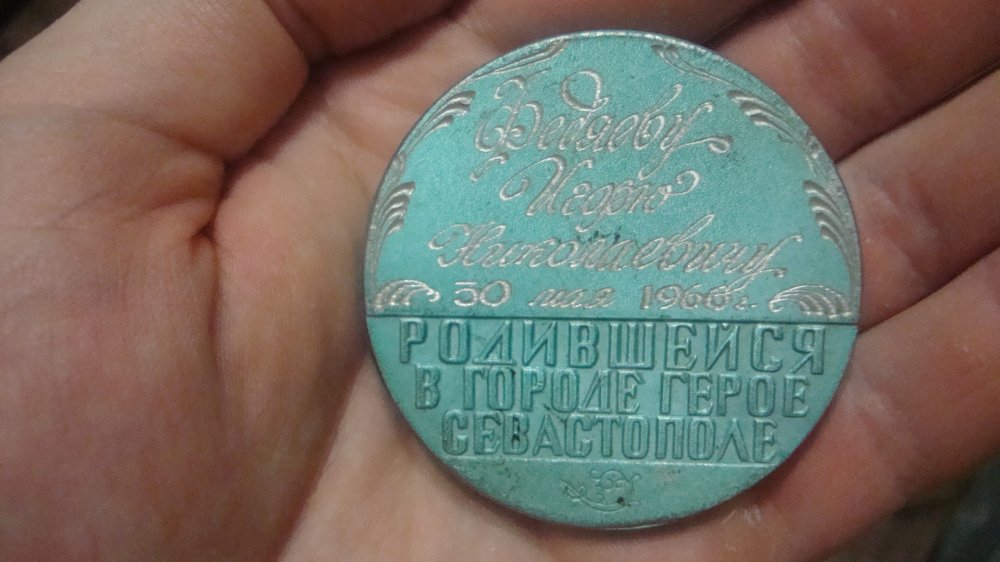 Федяеву
Игорю
Николаевичу
30 мая 1966 г.
РОДИВШЕЙСЯ
В ГОРОДЕ ГЕРОЕ
СЕВАСТОПОЛЕ